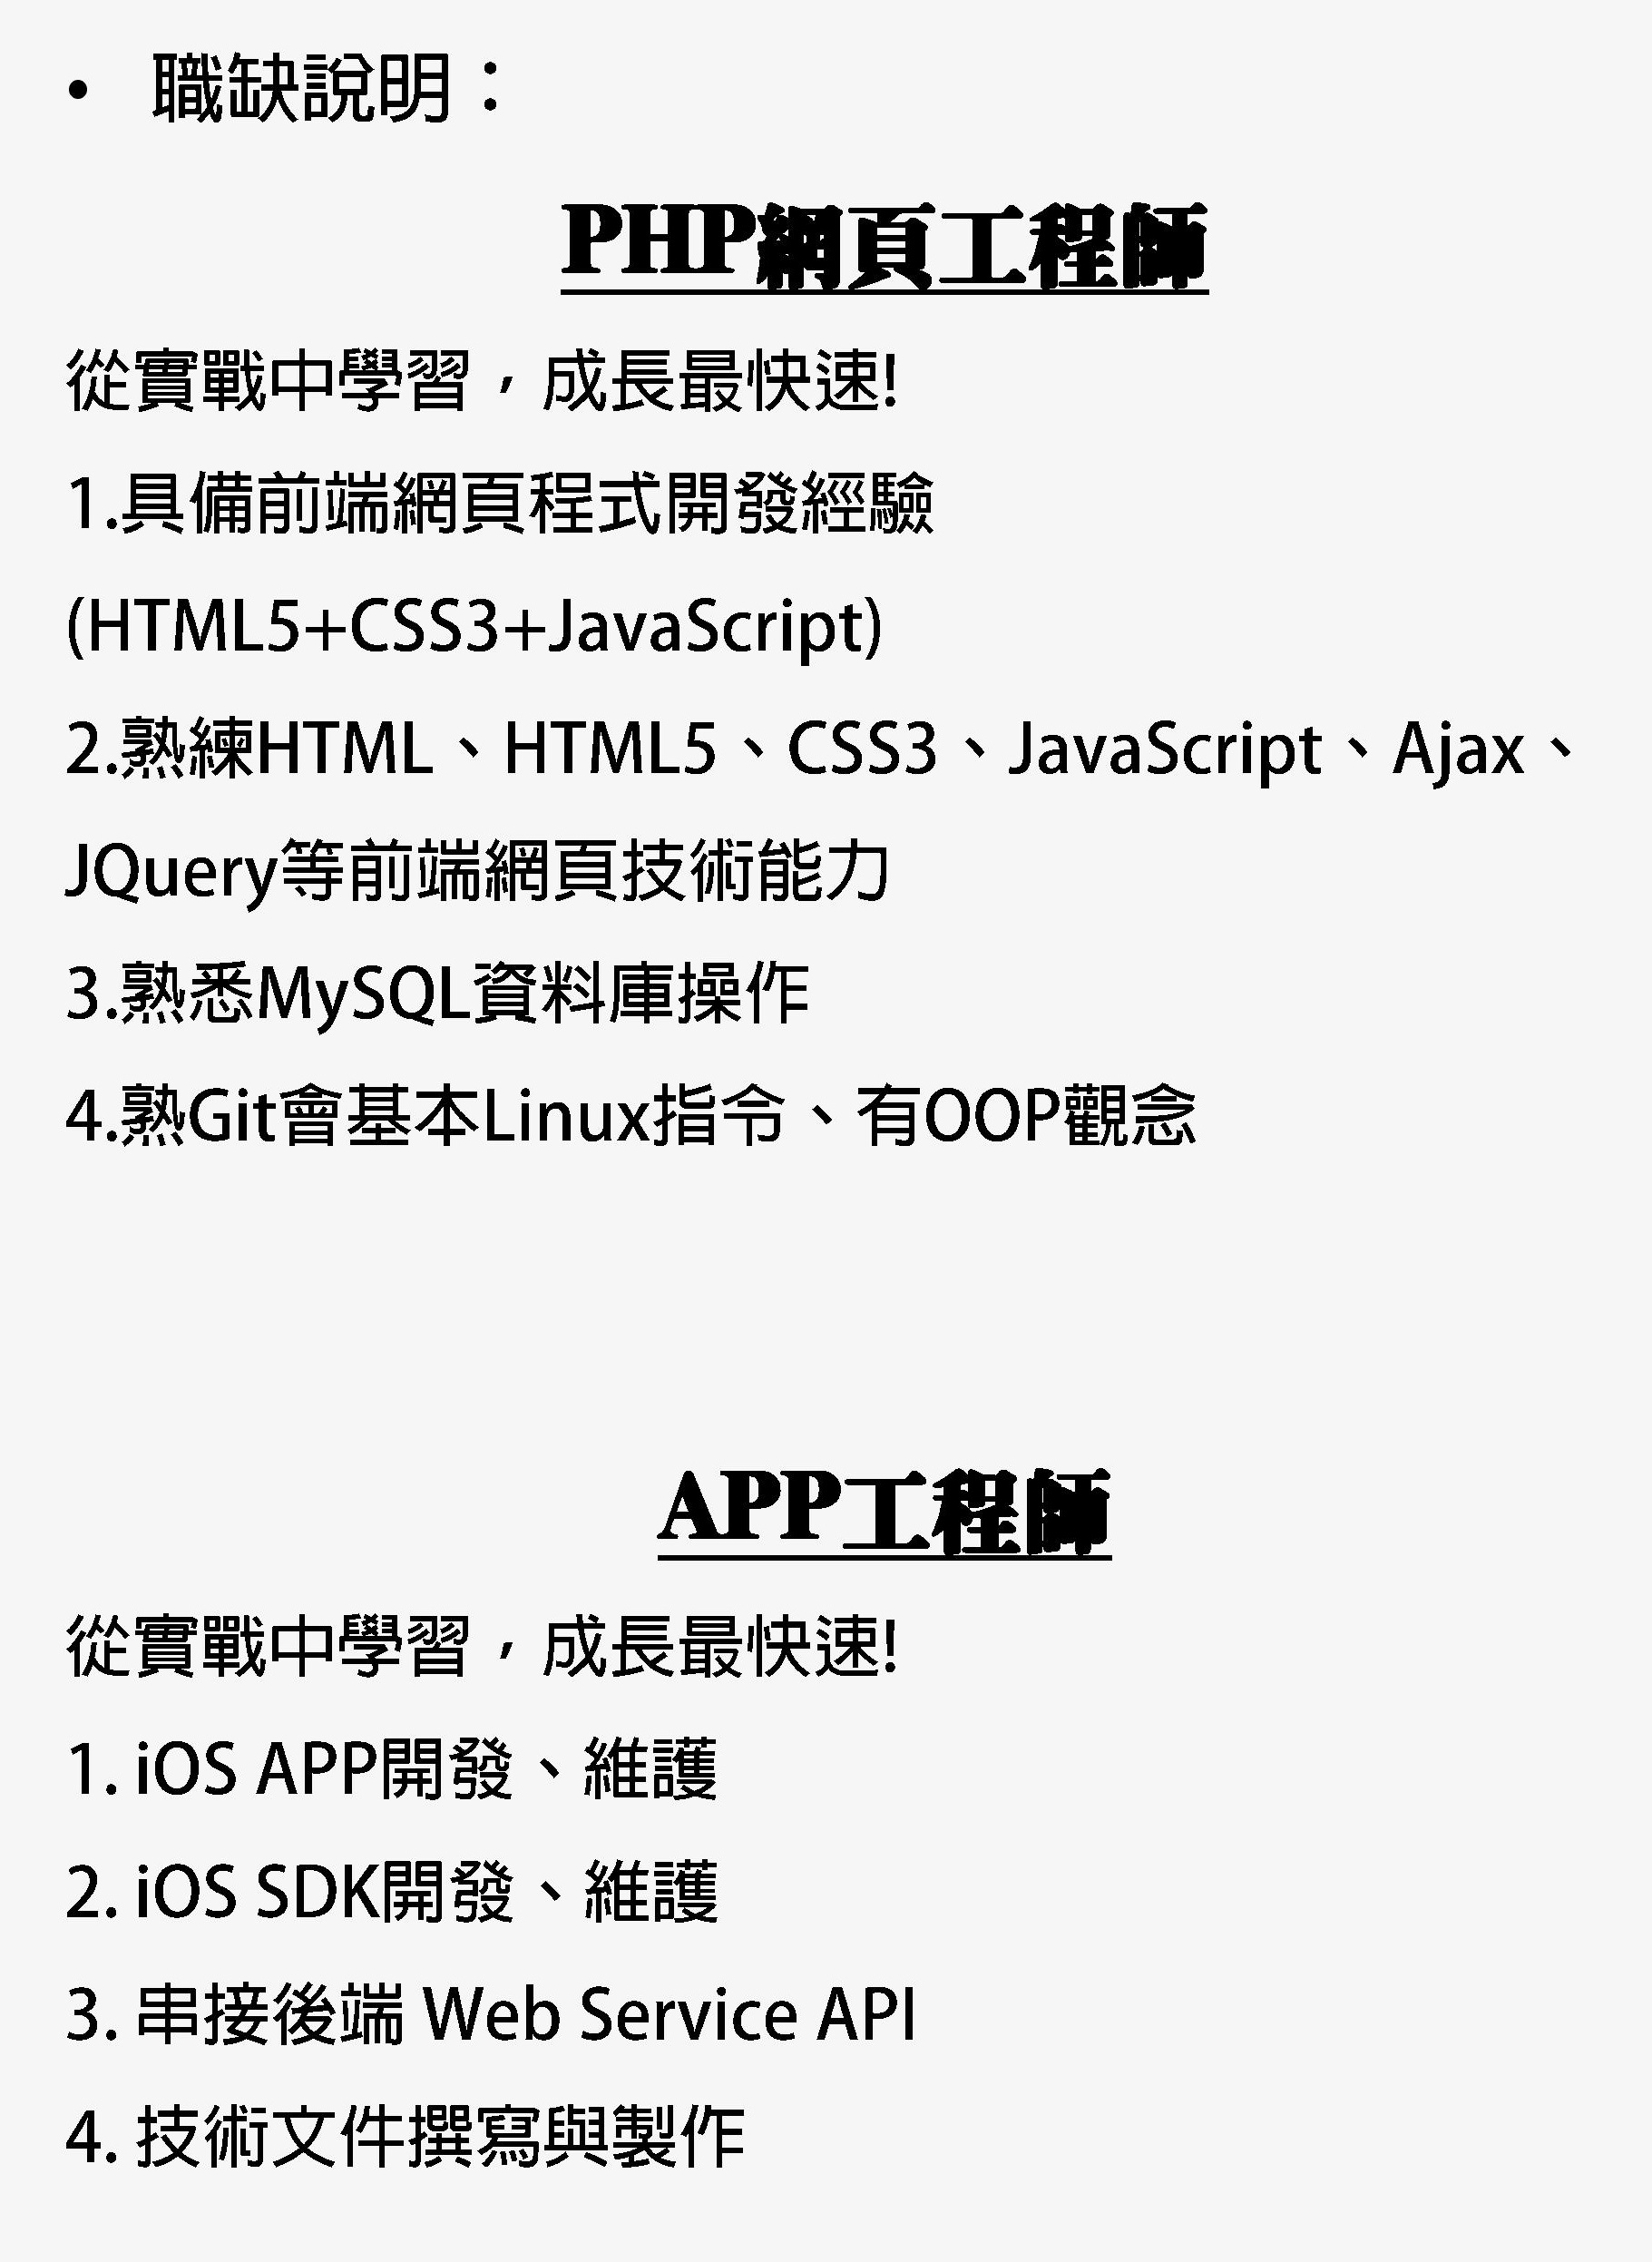 • 職缺說明：
PHP網頁工程師
從實戰中學習，成長最快速!
1.具備前端網頁程式開發經驗
(HTML5+CSS3+JavaScript)
2.熟練HTML、HTML5、CSS3、JavaScript、Ajax、
JQuery等前端網頁技術能力
3.熟悉MySQL資料庫操作
4.熟Git會基本Linux指令、有OOP觀念
APP工程師
從實戰中學習，成長最快速!
1. iOS APP開發、維護
2. iOS SDK開發、維護
3. 串接後端 Web Service API
4. 技術文件撰寫與製作